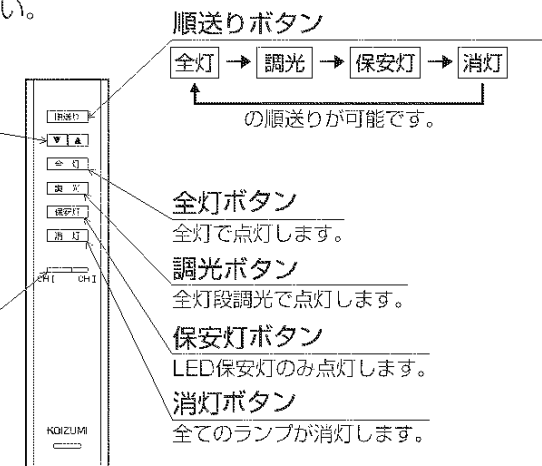 い。
順送りボタン
全灯 → 調光 → 保安灯 → 消灯
の順送りが可能です。
順送り
▼ ▲
全 灯
調 光
保安灯
消 灯
CH I CH I
KOIZUMI
全灯ボタン
全灯で点灯します。
調光ボタン
全灯段調光で点灯します。
保安灯ボタン
LED保安灯のみ点灯します。
消灯ボタン
全てのランプが消灯します。